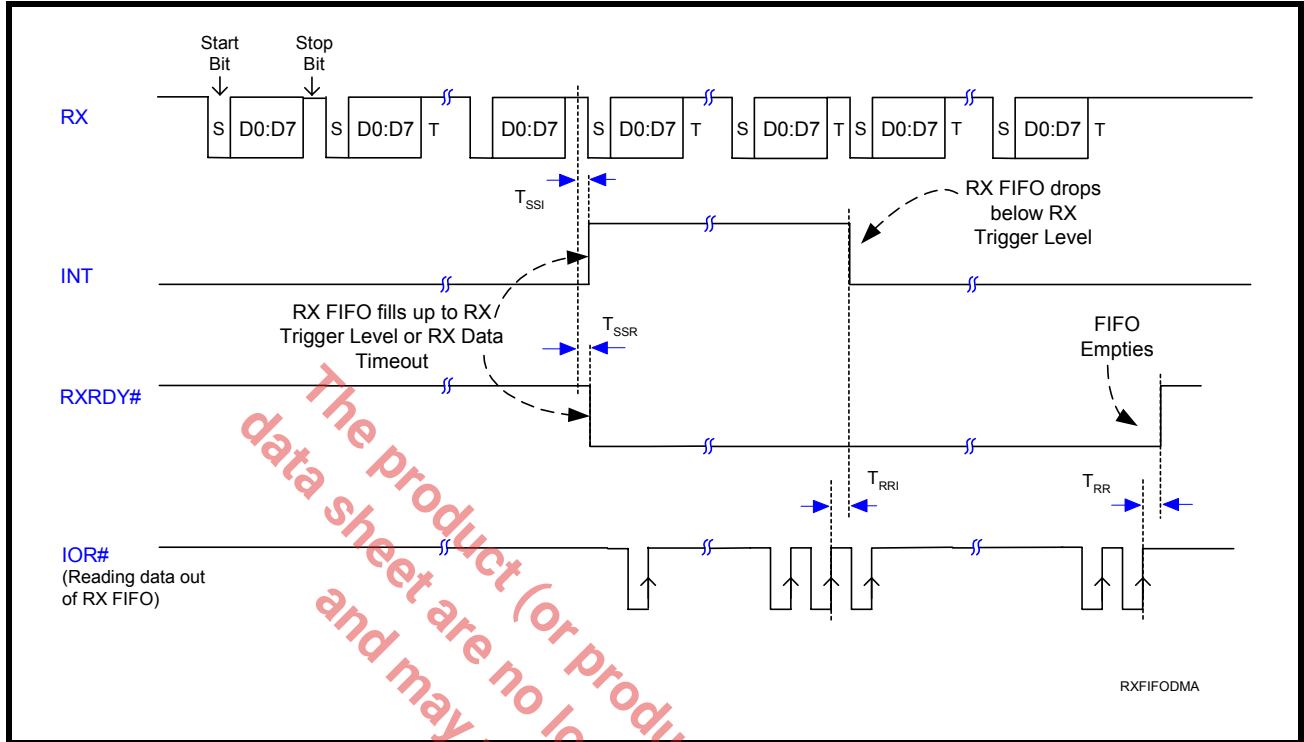 Start
Bit
Stop
Bit
RX
S D0:D7 S D0:D7 T D0:D7 S D0:D7 T S D0:D7 T S D0:D7 T S D0:D7 T
TSSI
RX FIFO drops
below RX
Trigger Level
INT
RX FIFO fills up to RX
Trigger Level or RX Data
Timeout
TSSR
FIFO
Empties
RXRDY#
TRRI
TRR
IOR#
(Reading data out
of RX FIFO)
RXFIFODMA
The product (or produ
data sheet are no lo
and may